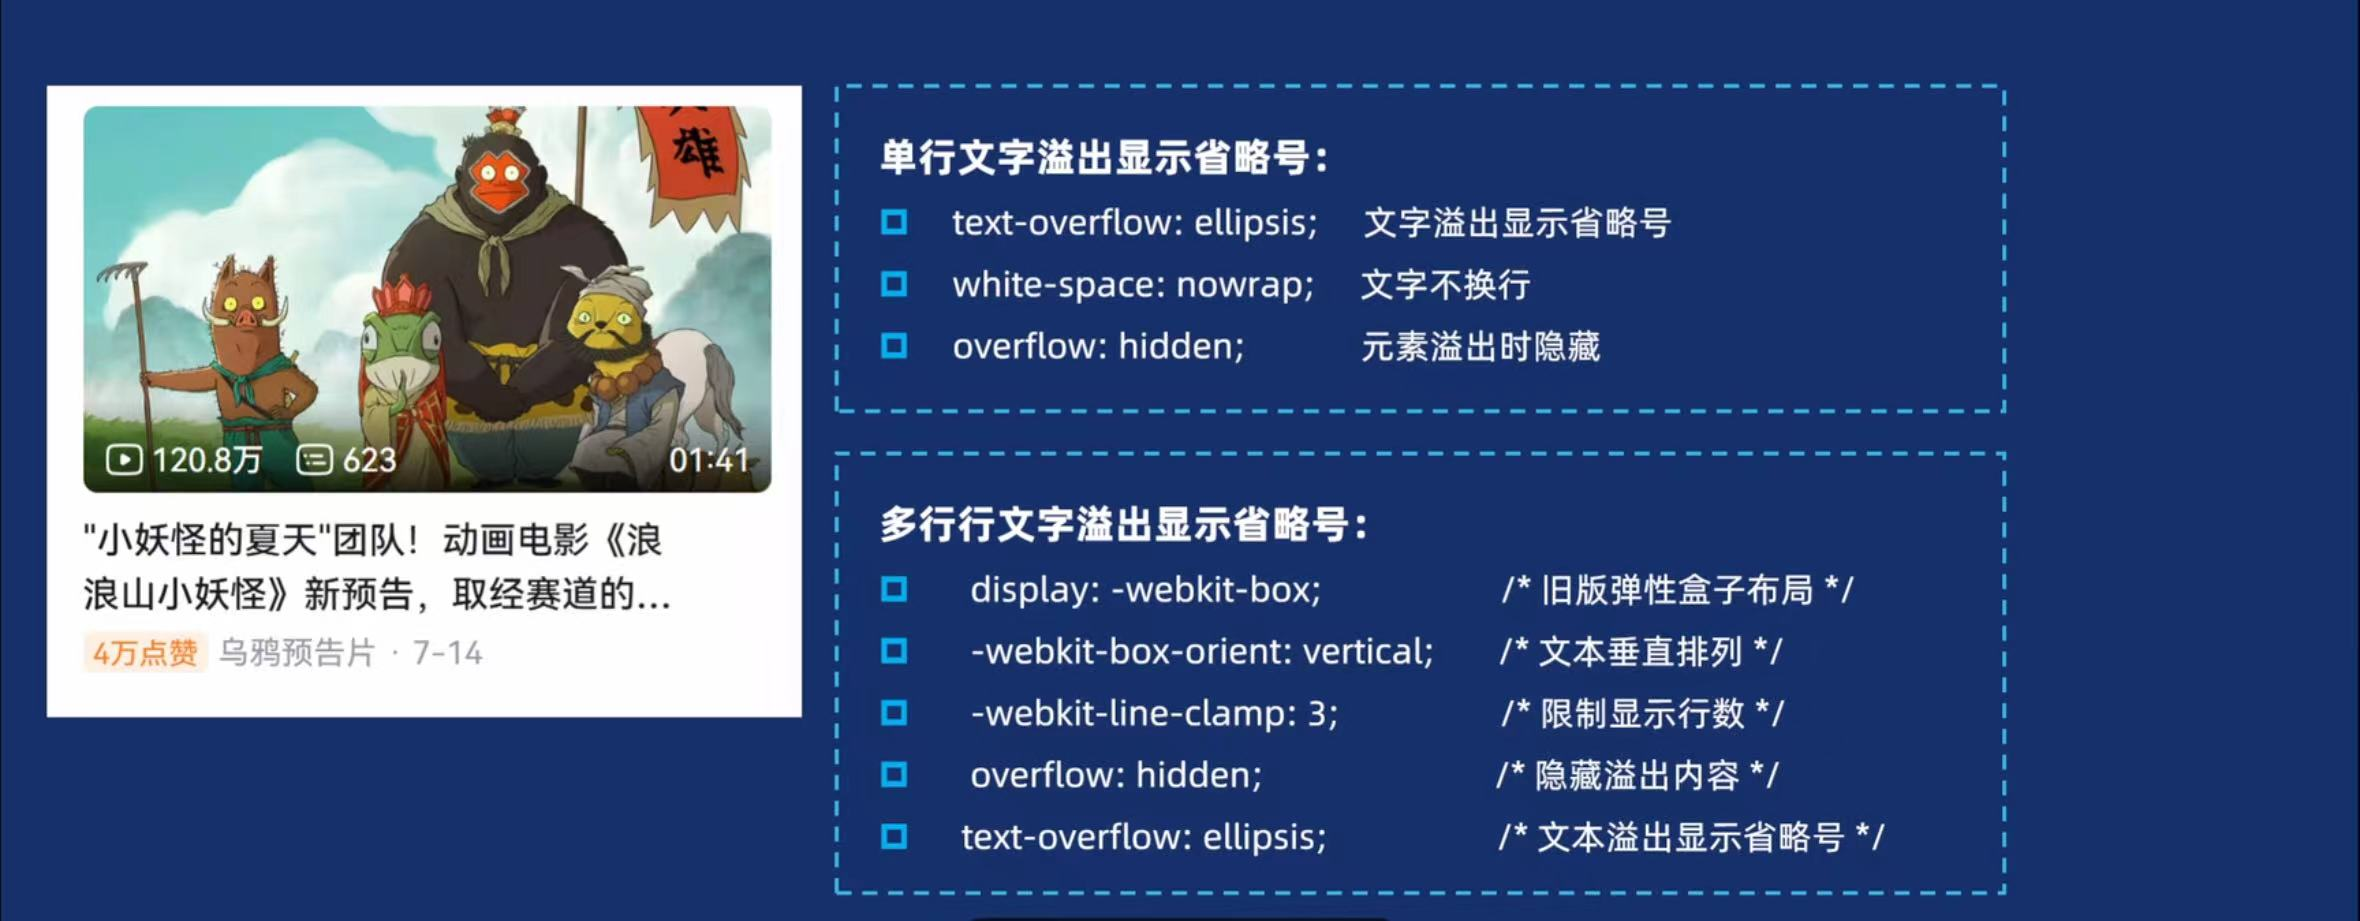 雄
120.8万 623 01:41
"小妖怪的夏天"团队！动画电影《浪
浪山小妖怪》新预告，取经赛道的...
4万点赞 乌鸦预告片 · 7-14
单行文字溢出显示省略号：
text-overflow: ellipsis; 文字溢出显示省略号
white-space: nowrap; 文字不换行
overflow: hidden; 元素溢出时隐藏
多行行文字溢出显示省略号：
display: -webkit-box; /* 旧版弹性盒子布局 */
-webkit-box-orient: vertical; /* 文本垂直排列 */
-webkit-line-clamp: 3; /* 限制显示行数 */
overflow: hidden; /* 隐藏溢出内容 */
text-overflow: ellipsis; /* 文本溢出显示省略号 */